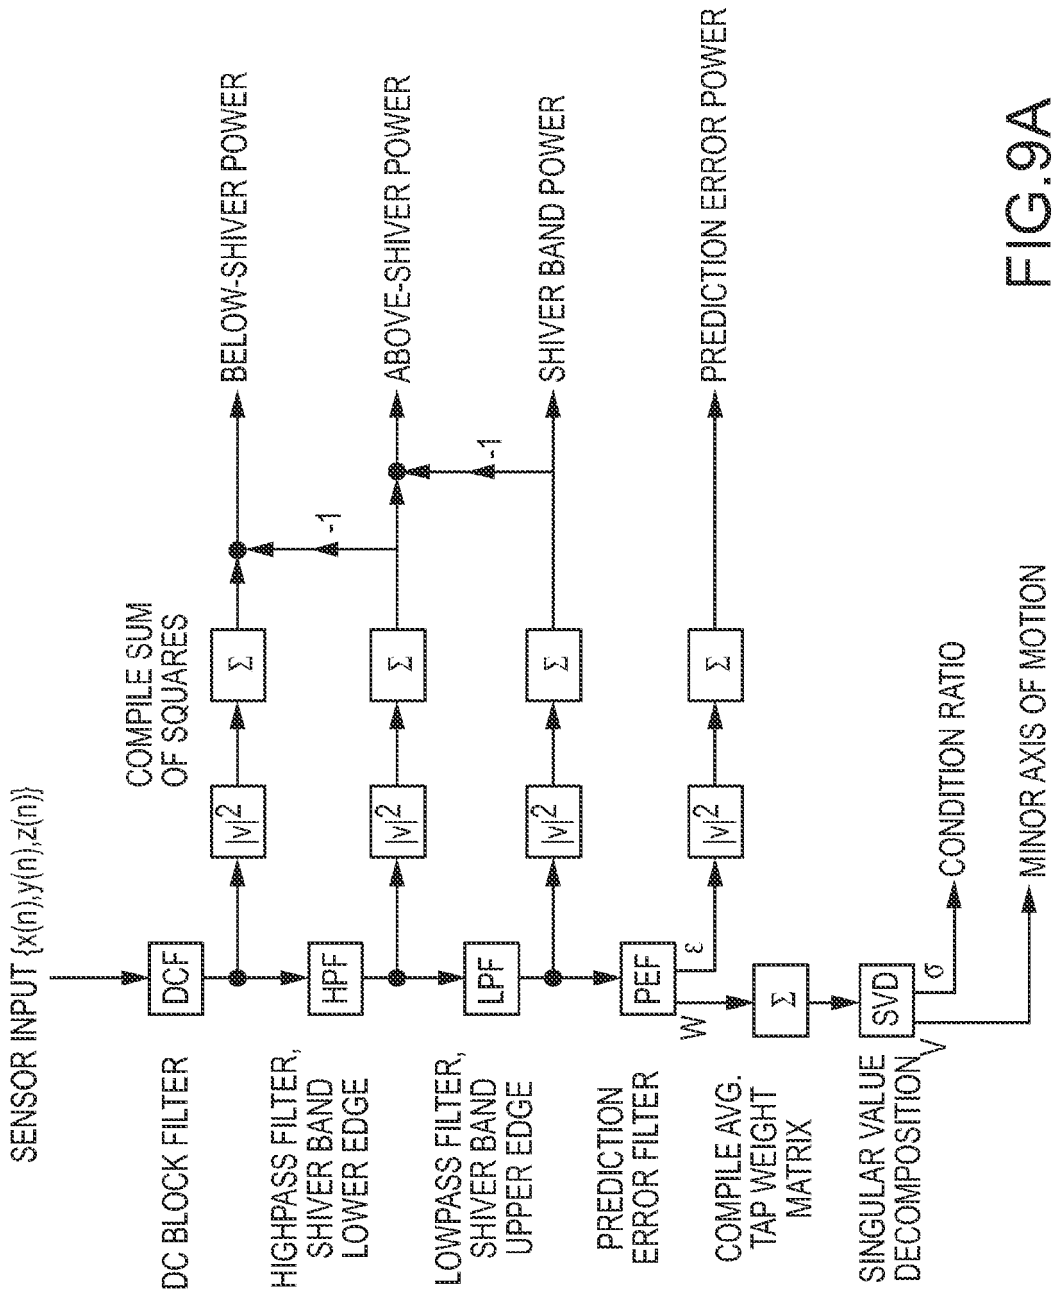 SENSOR INPUT {x(n),y(n),z(n)}
DC BLOCK FILTER
DCF
COMPILE SUM
OF SQUARES
|v|2
Σ
BELOW-SHIVER POWER
-1
HIGHPASS FILTER,
SHIVER BAND
LOWER EDGE
HPF
|v|2
Σ
ABOVE-SHIVER POWER
-1
LOWPASS FILTER,
SHIVER BAND
UPPER EDGE
LPF
|v|2
Σ
SHIVER BAND POWER
PREDICTION
ERROR FILTER
PEF
W
ε
|v|2
Σ
PREDICTION ERROR POWER
COMPILE AVG.
TAP WEIGHT
MATRIX
Σ
SINGULAR VALUE
DECOMPOSITION
SVD
V
σ
CONDITION RATIO
MINOR AXIS OF MOTION
FIG.9A